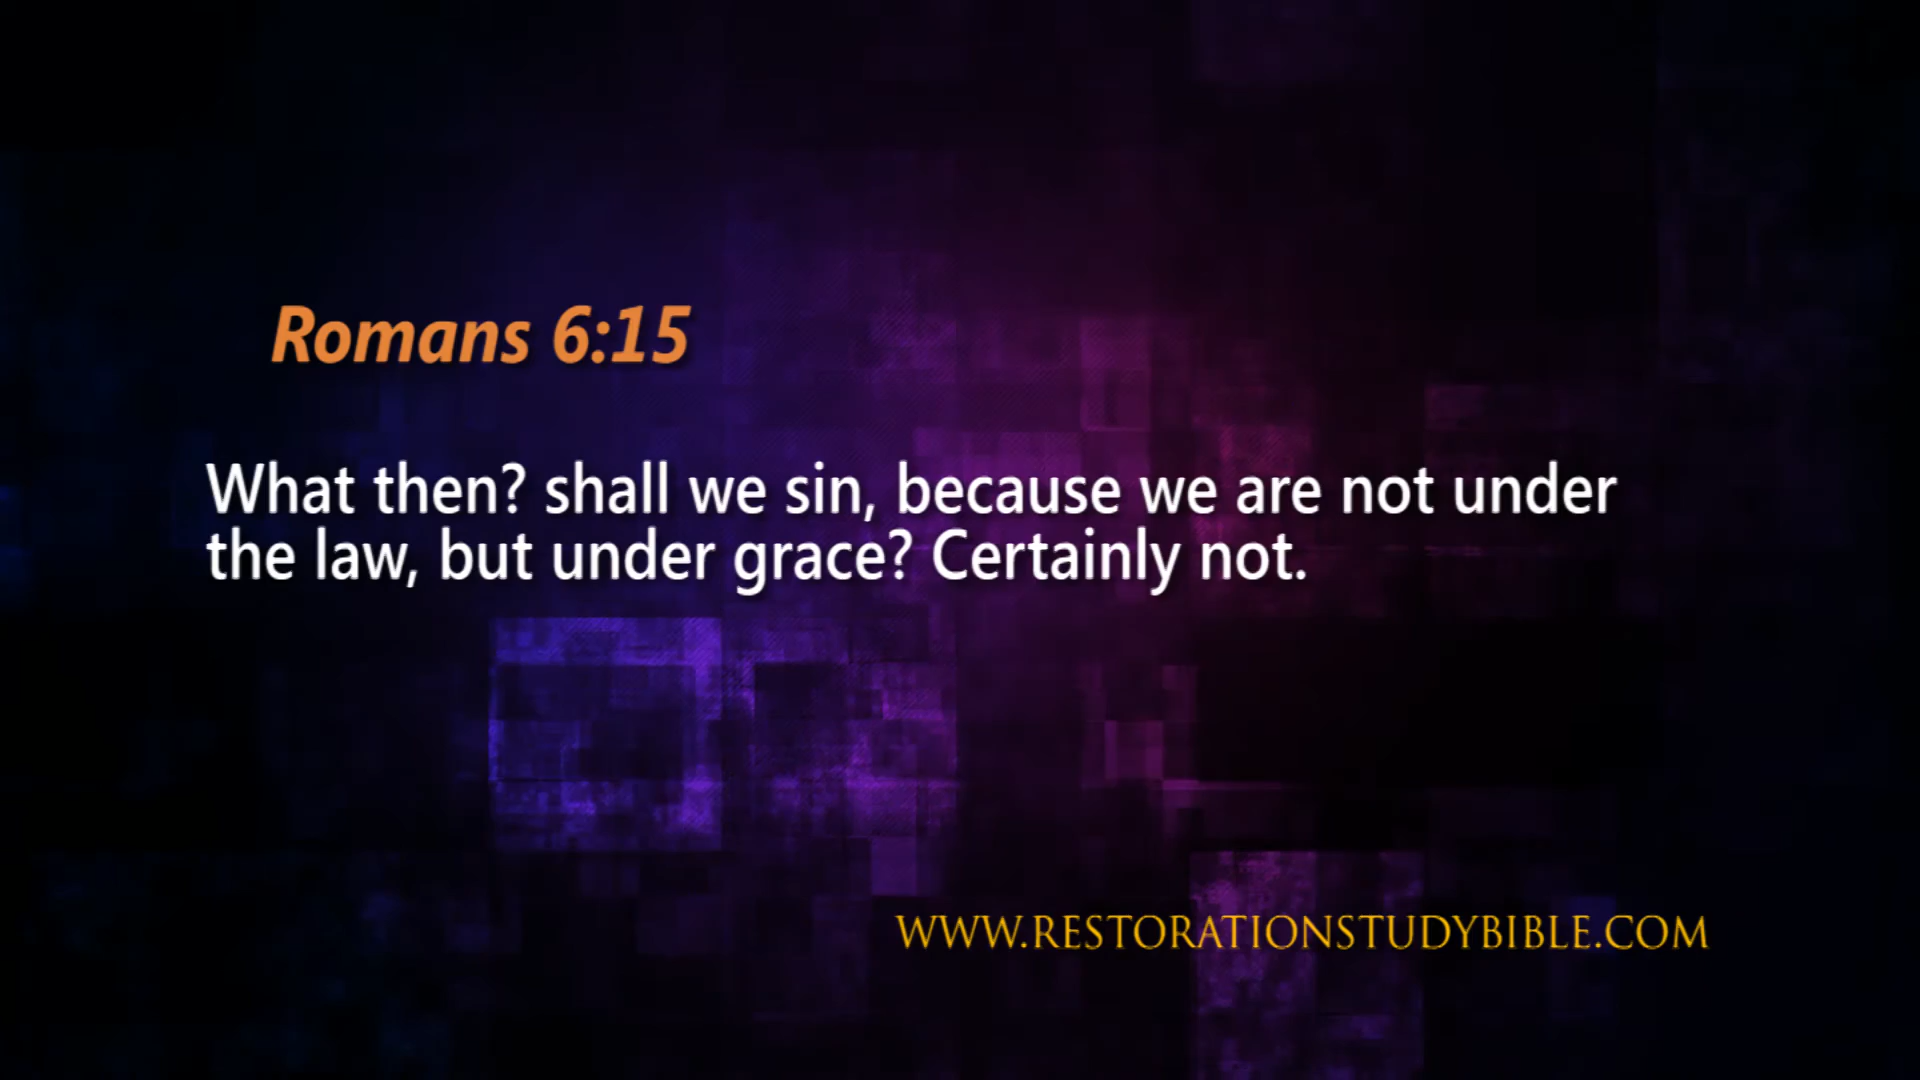 Romans 6:15
What then? shall we sin, because we are not under
the law, but under grace? Certainly not.
WWW.RESTORATIONSTUDYBIBLE.COM